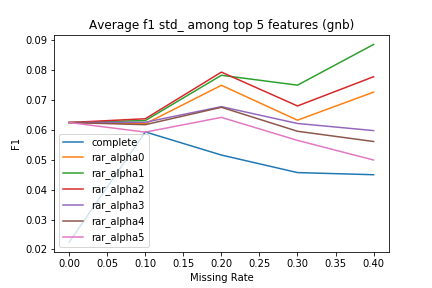 Average f1 std_ among top 5 features (gnb)
F1
0.09
0.08
0.07
0.06
0.05
0.04
0.03
0.02
complete
rar_alpha0
rar_alpha1
rar_alpha2
rar_alpha3
rar_alpha4
rar_alpha5
0.00 0.05 0.10 0.15 0.20 0.25 0.30 0.35 0.40
Missing Rate